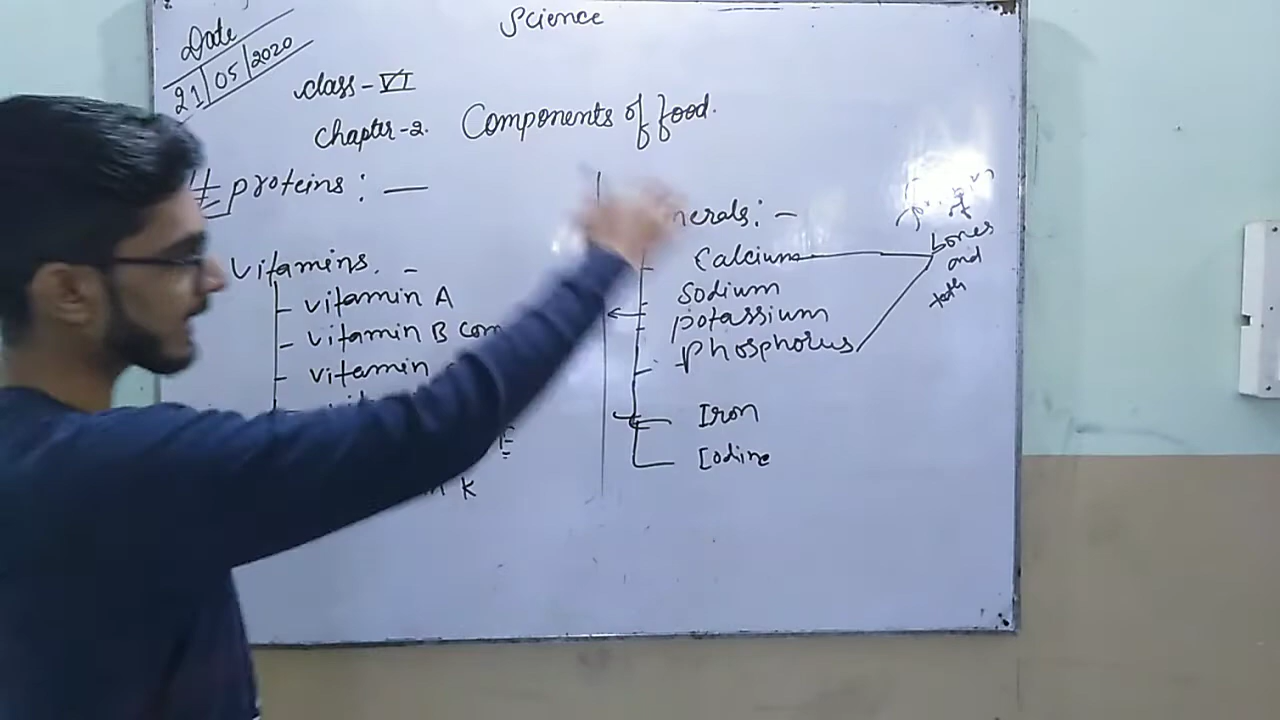 Science
Date
21/05/2020
class-VI
chapter-2. Components of food.
# proteins: —
Vitamins. -
vitamin A
vitamin B com
vitamin
E
K
nerals: -
Calcium
Sodium
potassium
phosphorus
Iron
Iodine
of
bones
and
teeth